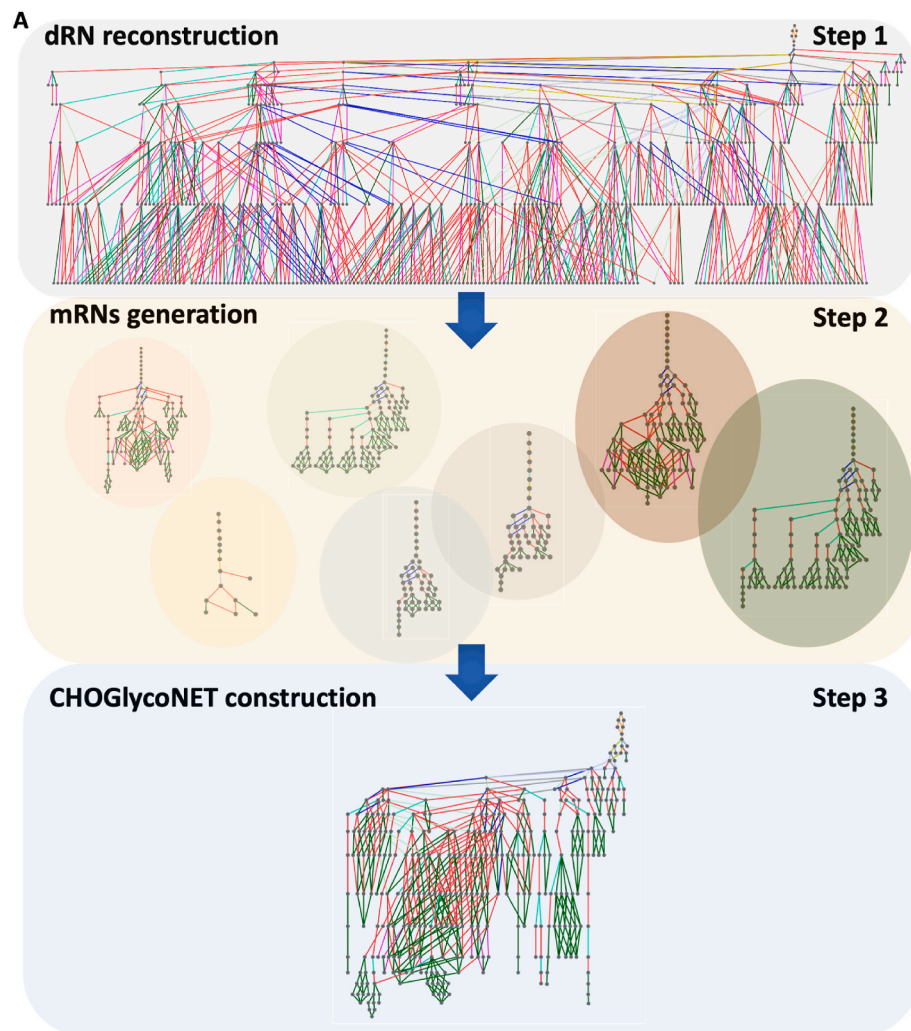 A
dRN reconstruction
Step 1
mRNs generation
Step 2
CHOGlycoNET construction
Step 3